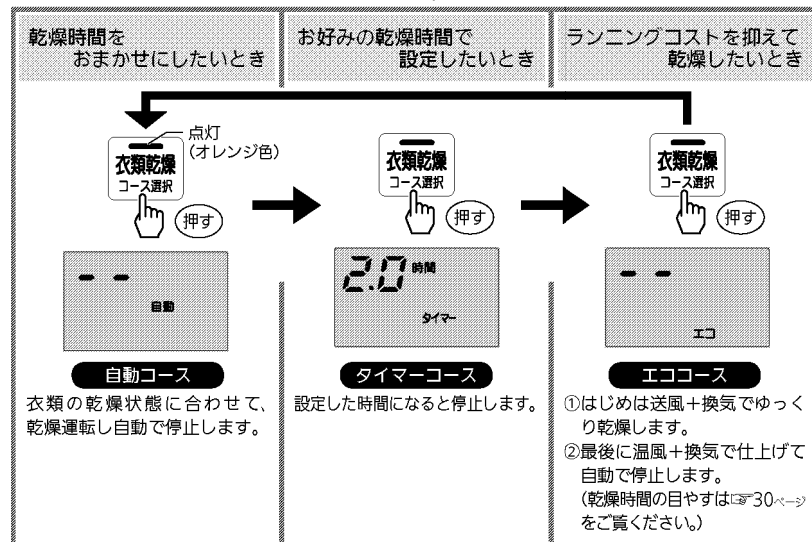 乾燥時間を
おまかせにしたいとき
お好みの乾燥時間で
設定したいとき
ランニングコストを抑えて
乾燥したいとき
点灯
(オレンジ色)
衣類乾燥
コース選択
押す
衣類乾燥
コース選択
押す
衣類乾燥
コース選択
押す
- -
自動
2.0 時間
タイマー
- -
エコ
自動コース
衣類の乾燥状態に合わせて、
乾燥運転し自動で停止します。
タイマーコース
設定した時間になると停止します。
エココース
①はじめは送風+換気でゆっく
り乾燥します。
②最後に温風+換気で仕上げて
自動で停止します。
(乾燥時間の目やすは☞30ページ
をご覧ください。)